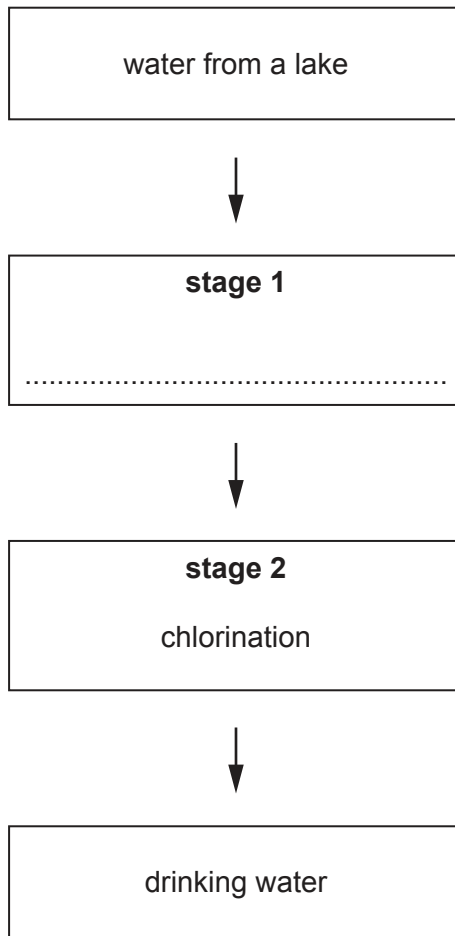 water from a lake
stage 1
................................................
stage 2
chlorination
drinking water